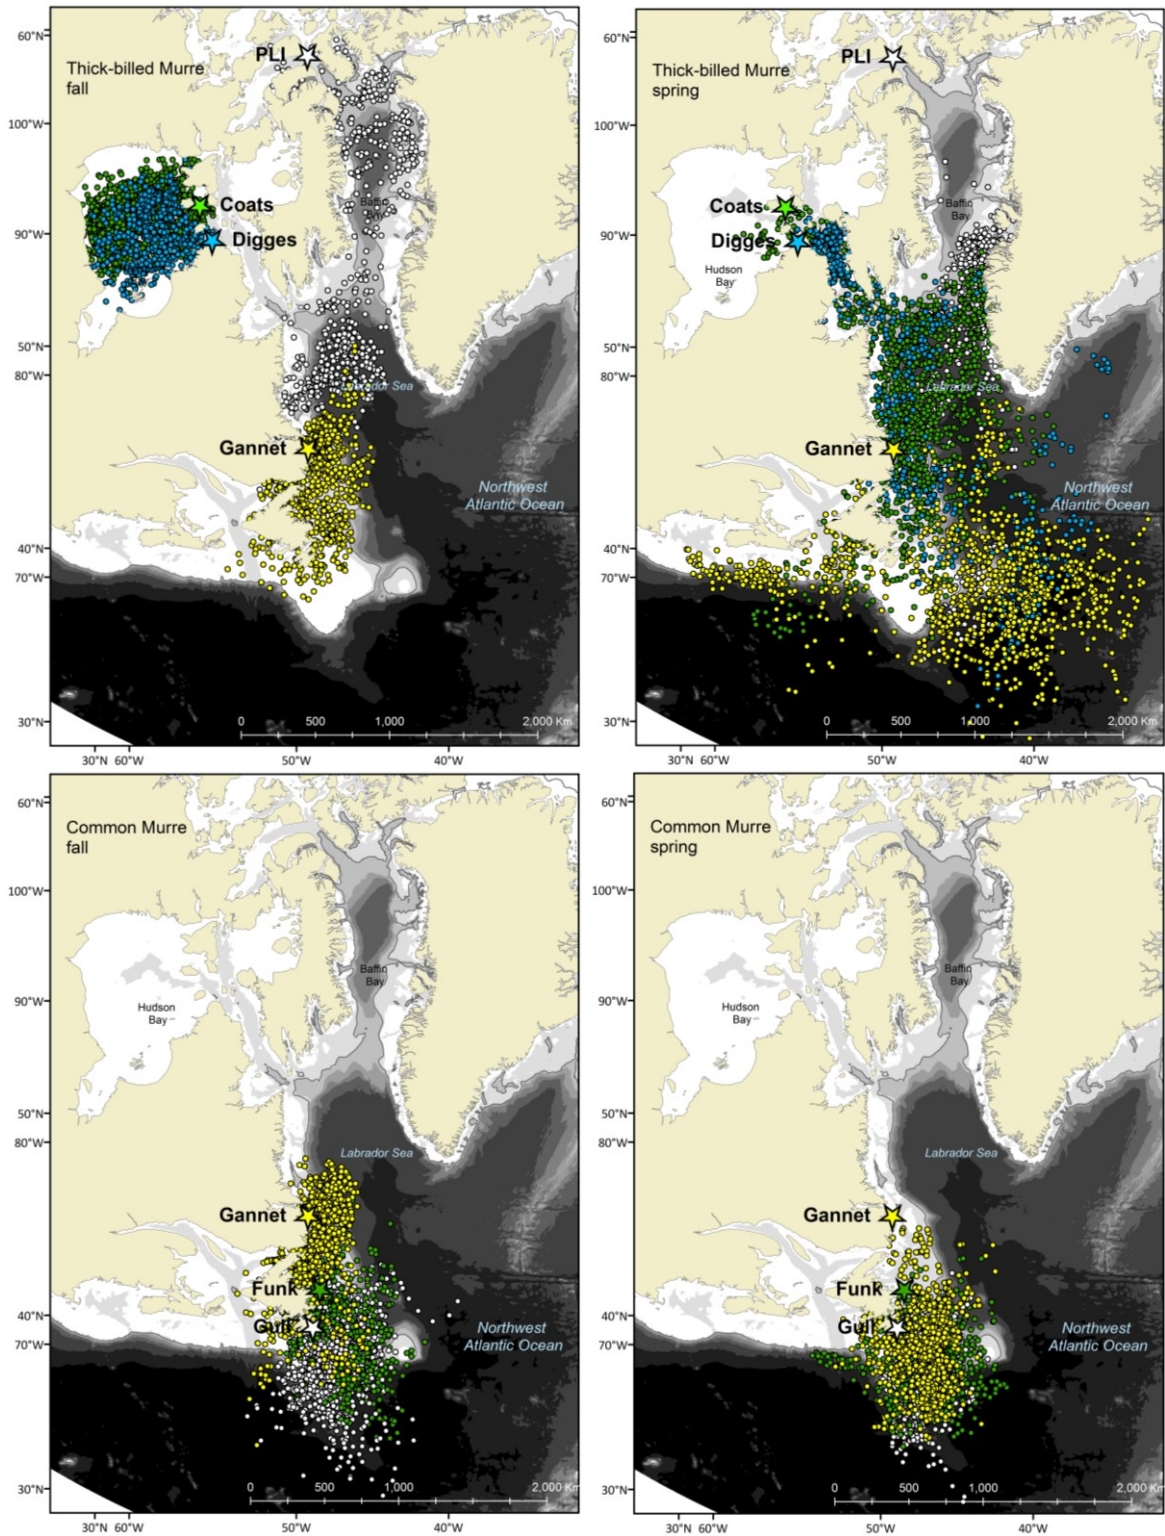 60°N
Thick-billed Murre
fall
PLI
100°W
Coats
Baffin
Bay
90°W
Digges
50°N
80°W
Labrador Sea
Gannet
Northwest
Atlantic Ocean
40°N
70°W
30°N
0 500 1,000 2,000 Km
30°N 60°W 50°W 40°W
60°N
Thick-billed Murre
spring
PLI
100°W
Coats
Baffin
Bay
90°W
Digges
Hudson
Bay
50°N
80°W
Labrador Sea
Gannet
Northwest
Atlantic Ocean
40°N
70°W
30°N
0 500 1,000 2,000 Km
30°N 60°W 50°W 40°W
60°N
Common Murre
fall
100°W
Baffin
Bay
90°W
Hudson
Bay
50°N
80°W
Labrador Sea
Gannet
Funk
40°N
Gull
Northwest
Atlantic Ocean
70°W
30°N
0 500 1,000 2,000 Km
30°N 60°W 50°W 40°W
60°N
Common Murre
spring
100°W
Baffin
Bay
90°W
Hudson
Bay
50°N
80°W
Labrador Sea
Gannet
Funk
40°N
Gull
Northwest
Atlantic Ocean
70°W
30°N
0 500 1,000 2,000 Km
30°N 60°W 50°W 40°W